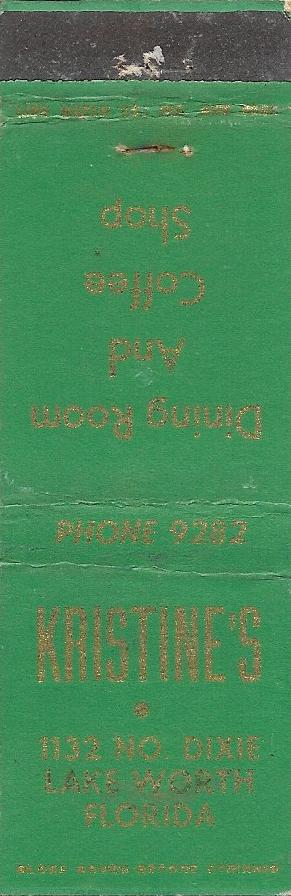 Dining Room
And
Coffee
Shop
PHONE 9282
KRISTINE'S
1132 NO. DIXIE
LAKE WORTH
FLORIDA
CLOSE COVER BEFORE STRIKING